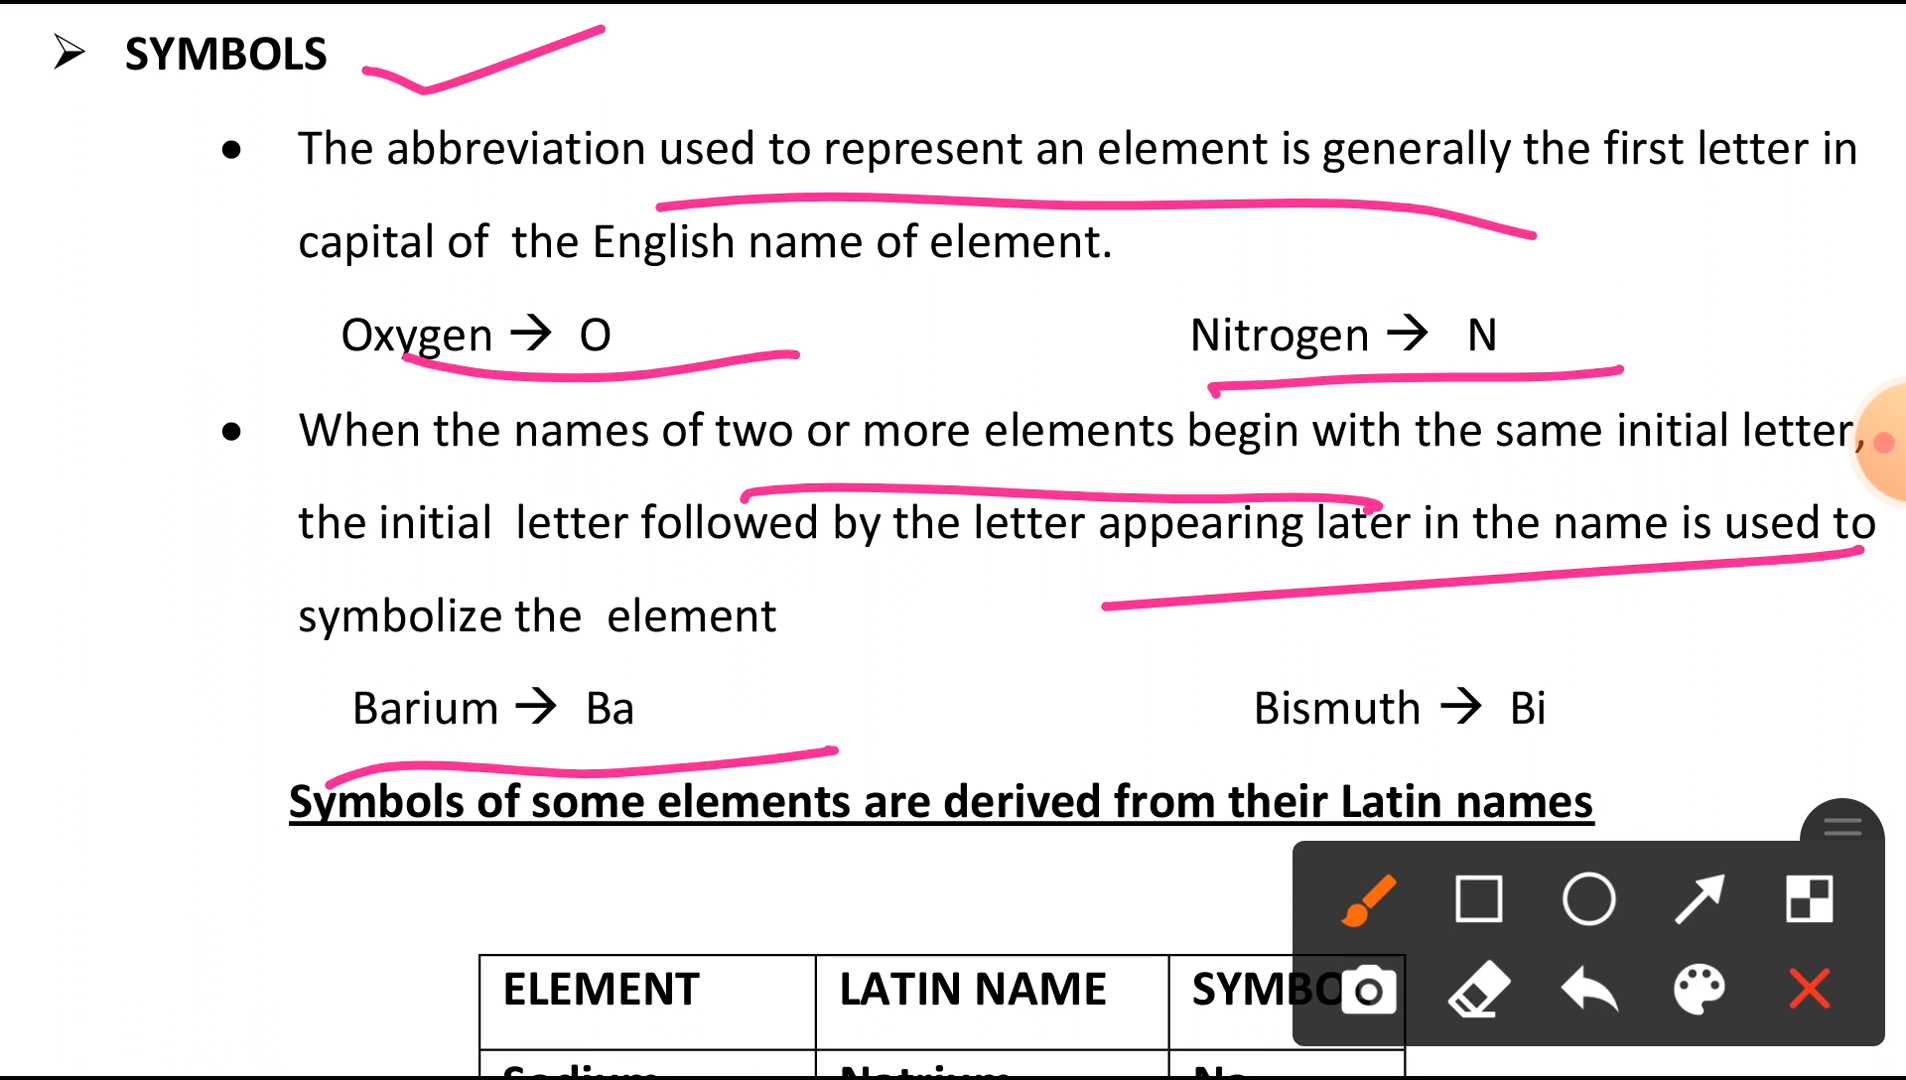 SYMBOLS
The abbreviation used to represent an element is generally the first letter in
capital of the English name of element.
Oxygen → O Nitrogen → N
When the names of two or more elements begin with the same initial letter,
the initial letter followed by the letter appearing later in the name is used to
symbolize the element
Barium → Ba Bismuth → Bi
Symbols of some elements are derived from their Latin names
ELEMENT LATIN NAME SYMBO
Sodium Natrium Na